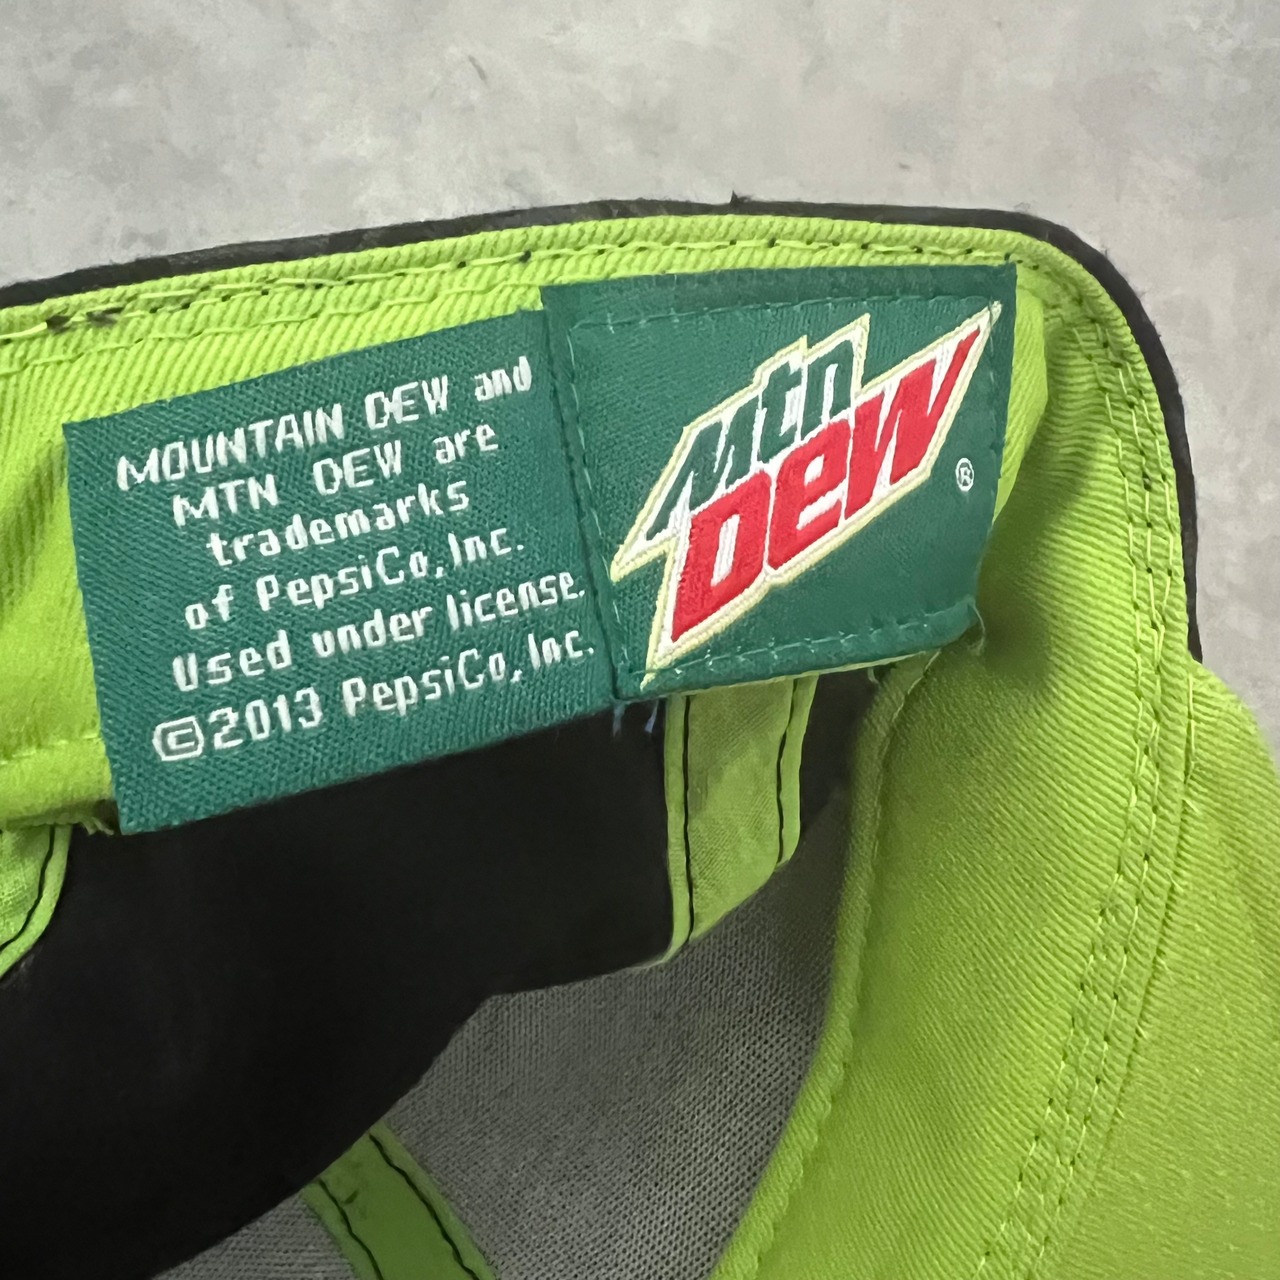 MOUNTAIN DEW and
MTN DEW are
trademarks
of PepsiCo, Inc.
Used under license.
©2013 PepsiCo, Inc.
Mtn
DEW
®